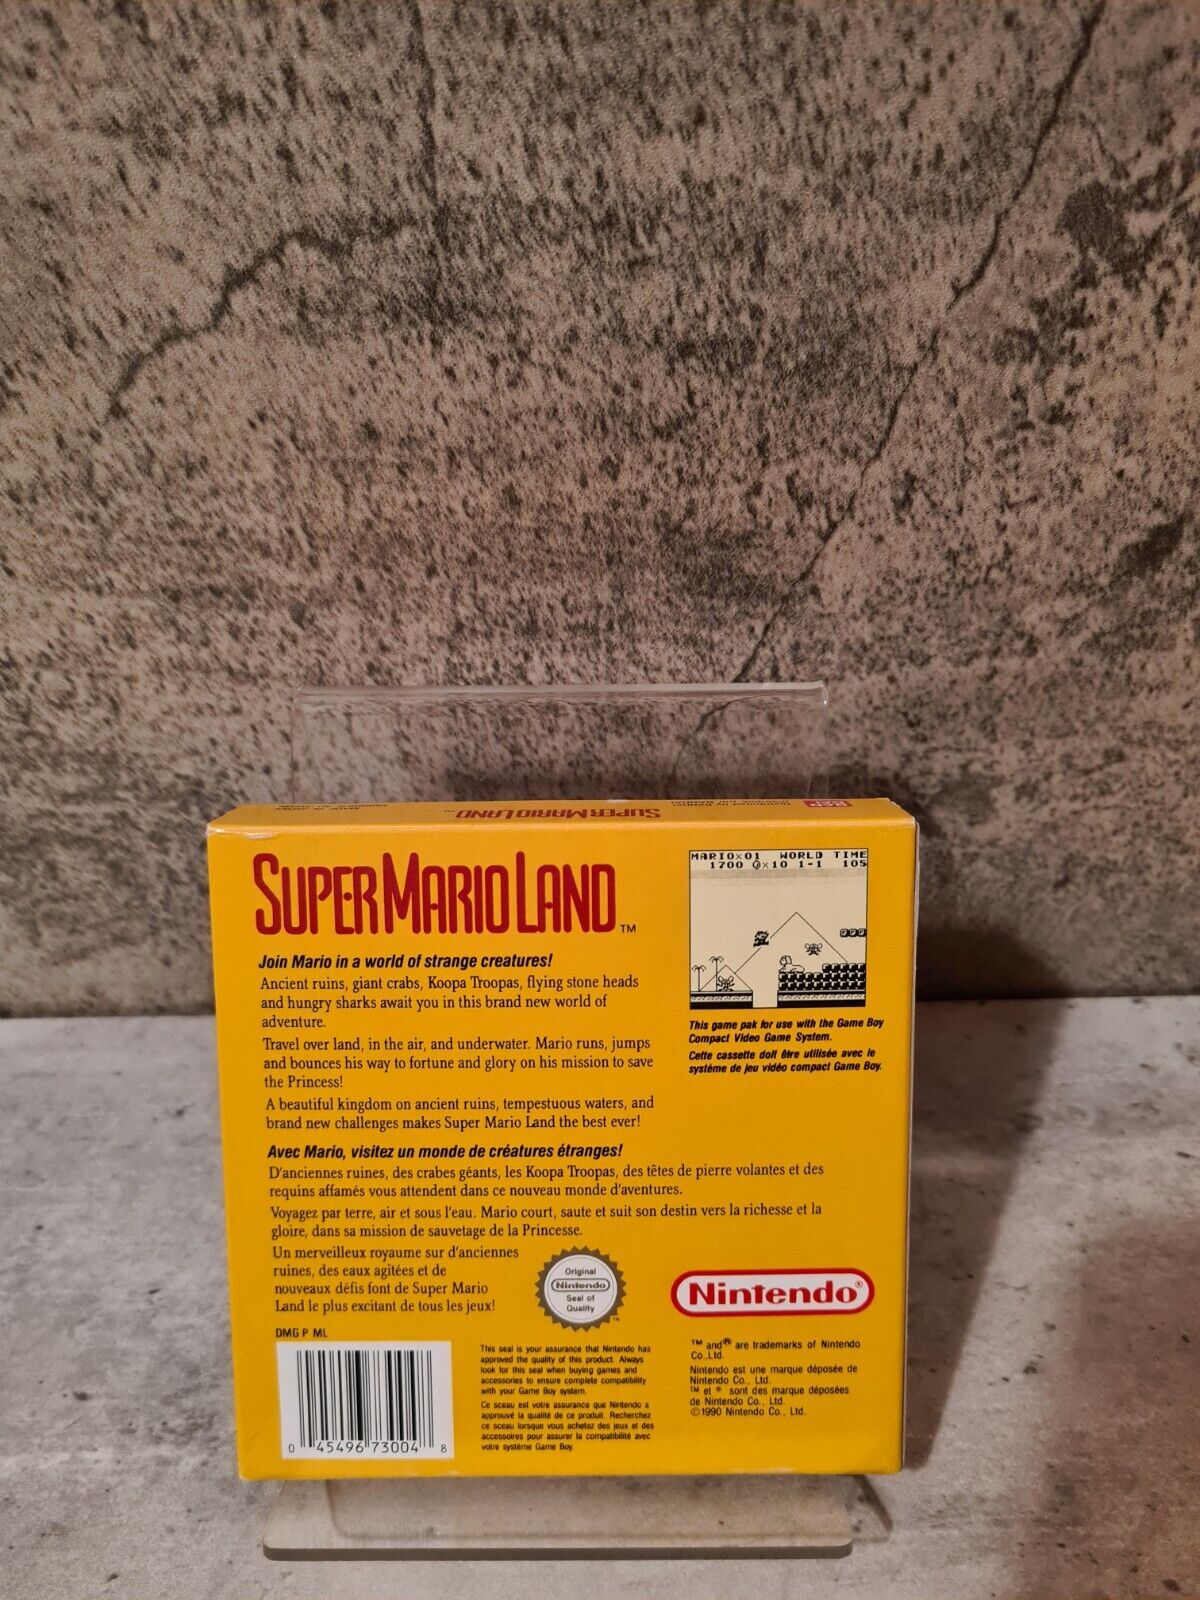 SUPER MARIO LAND™
SUPER MARIO LAND™
MARIO×01 WORLD TIME
1700 ×10 1-1 105
Join Mario in a world of strange creatures!
Ancient ruins, giant crabs, Koopa Troopas, flying stone heads
and hungry sharks await you in this brand new world of
adventure.
Travel over land, in the air, and underwater. Mario runs, jumps
and bounces his way to fortune and glory on his mission to save
the Princess!
A beautiful kingdom on ancient ruins, tempestuous waters, and
brand new challenges makes Super Mario Land the best ever!
This game pak for use with the Game Boy
Compact Video Game System.
Cette cassette doit être utilisée avec le
système de jeu vidéo compact Game Boy.
Avec Mario, visitez un monde de créatures étranges!
D'anciennes ruines, des crabes géants, les Koopa Troopas, des têtes de pierre volantes et des
requins affamés vous attendent dans ce nouveau monde d'aventures.
Voyagez par terre, air et sous l'eau. Mario court, saute et suit son destin vers la richesse et la
gloire, dans sa mission de sauvetage de la Princesse.
Un merveilleux royaume sur d'anciennes
ruines, des eaux agitées et de
nouveaux défis font de Super Mario
Land le plus excitant de tous les jeux!
Original
Nintendo
Seal of
Quality
™
Nintendo®
DMG P ML
0 45496 73004 8
This seal is your assurance that Nintendo has
approved the quality of this product. Always
look for this seal when buying games and
accessories to ensure complete compatibility
with your Game Boy system.
Ce sceau est votre assurance que Nintendo a
approuvé la qualité de ce produit. Recherchez
ce sceau lorsque vous achetez des jeux et des
accessoires pour assurer la compatibilité avec
votre système Game Boy.
™ and ® are trademarks of Nintendo
Co., Ltd.
Nintendo est une marque déposée de
Nintendo Co., Ltd.
™ et ® sont des marque déposées
de Nintendo Co., Ltd.
©1990 Nintendo Co., Ltd.